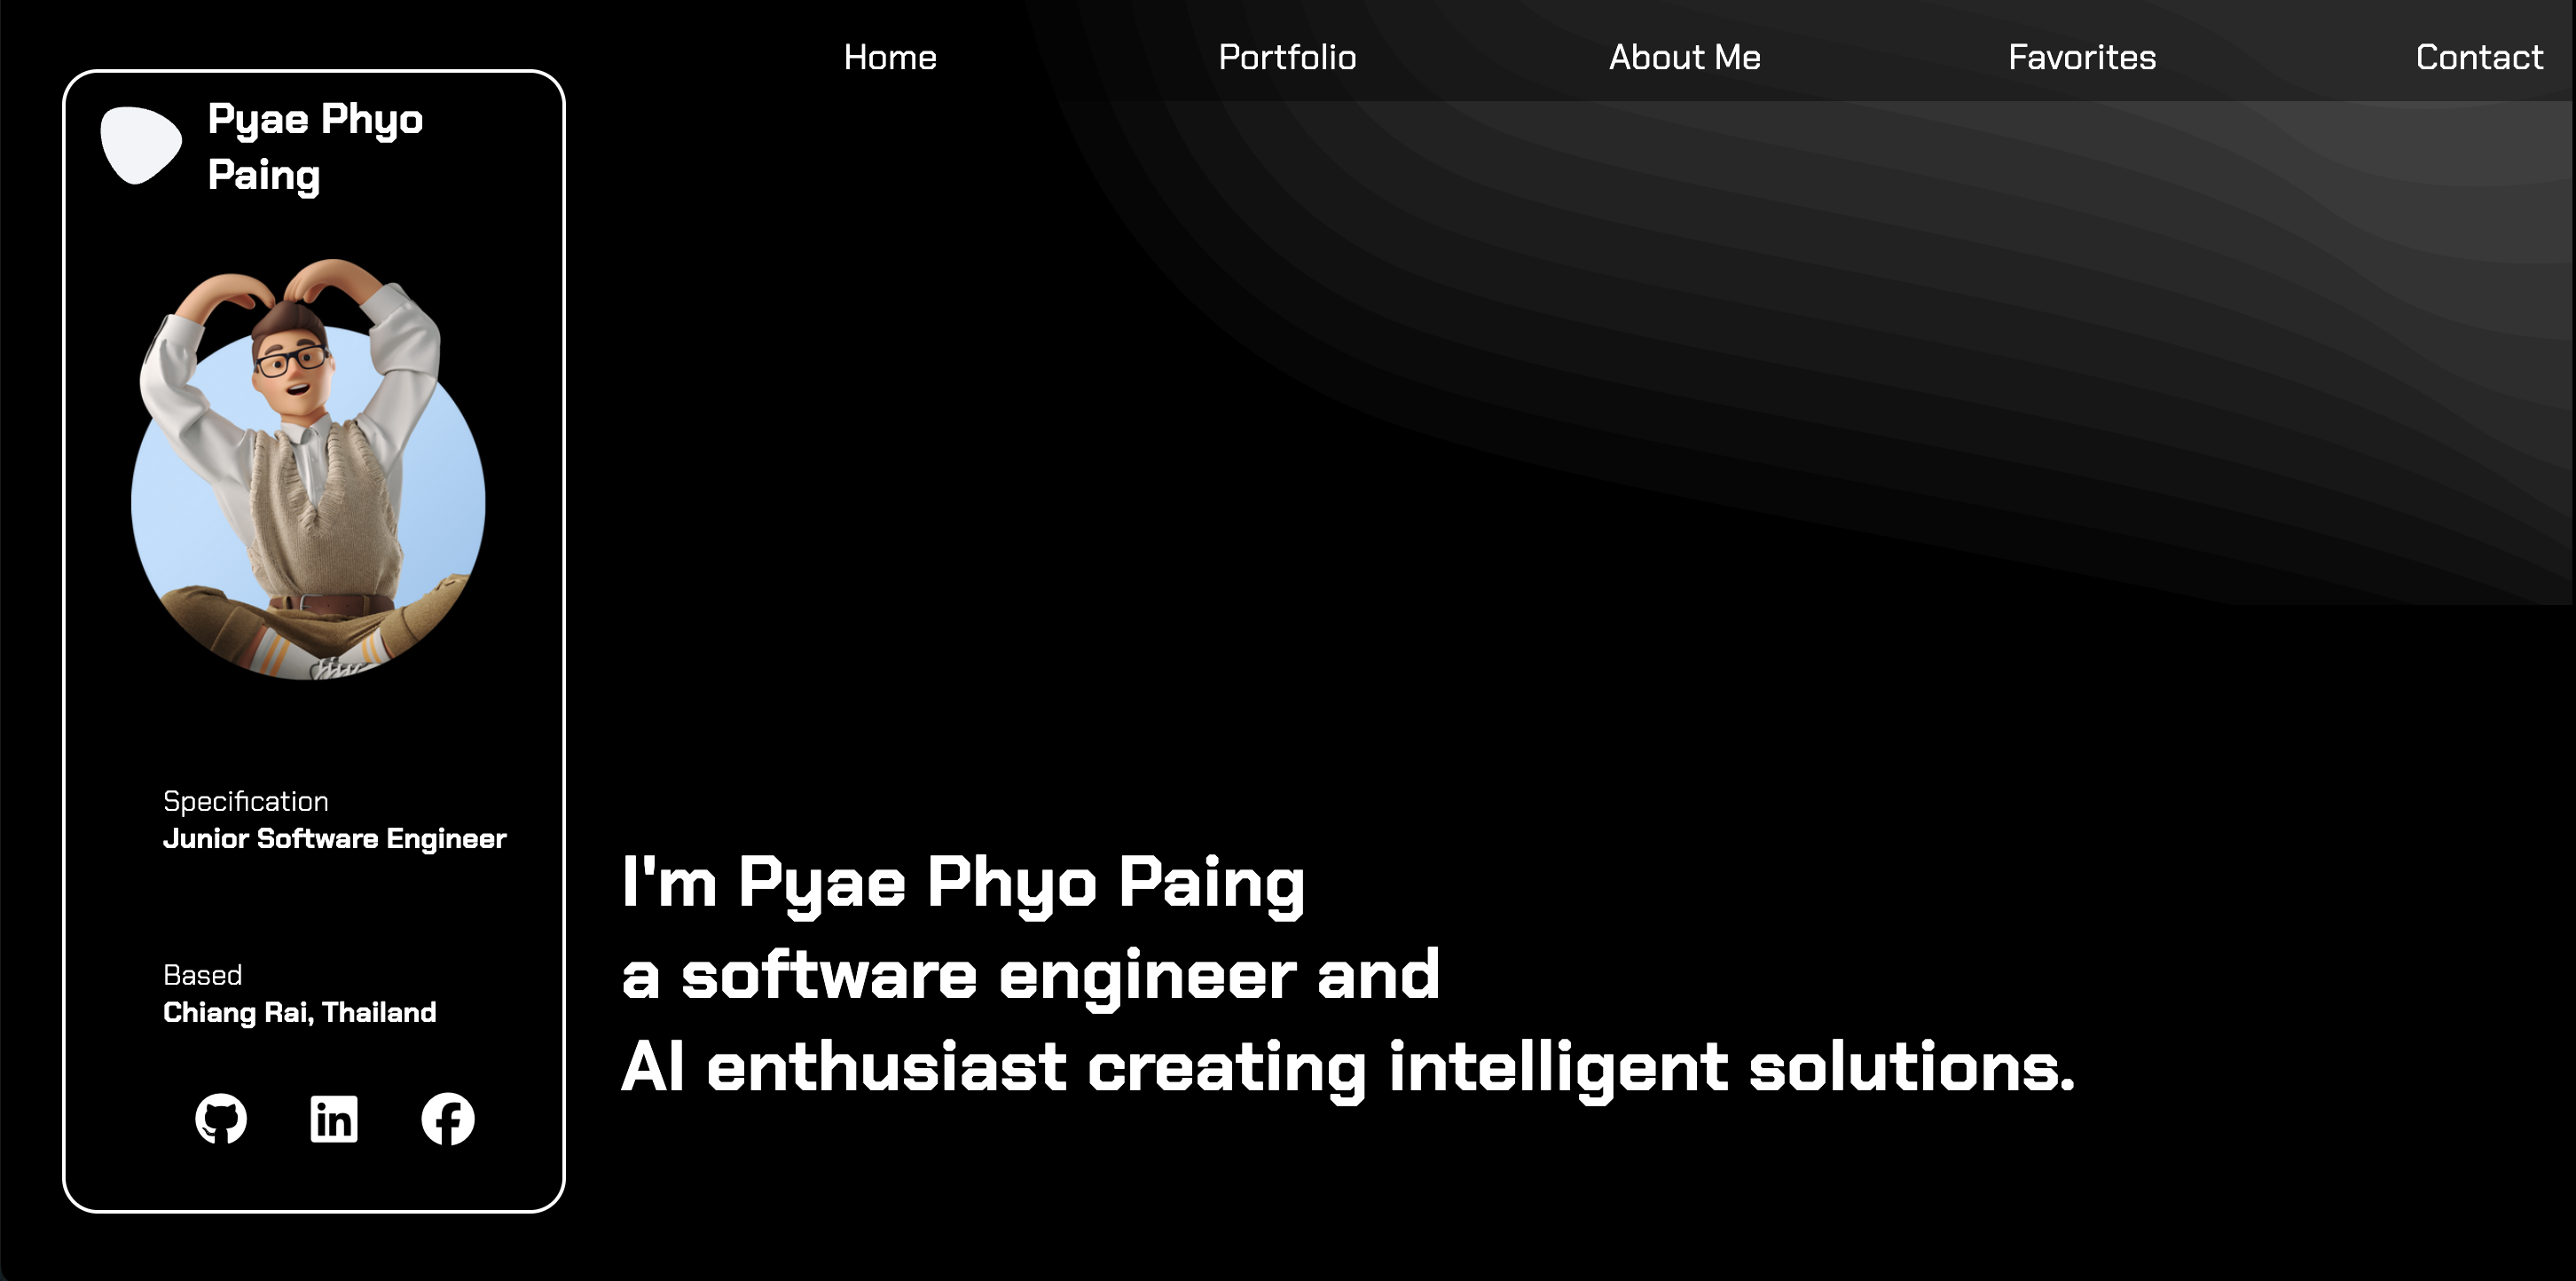 Home Portfolio About Me Favorites Contact
Pyae Phyo
Paing
Specification
Junior Software Engineer
Based
Chiang Rai, Thailand
in
f
I'm Pyae Phyo Paing
a software engineer and
AI enthusiast creating intelligent solutions.